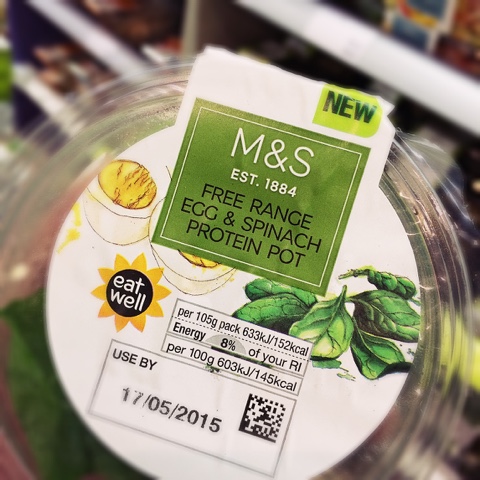 NEW
M&S
EST. 1884
FREE RANGE
EGG & SPINACH
PROTEIN POT
eat
well
per 105g pack 633kJ/152kcal
Energy 8% of your RI
per 100g 603kJ/145kcal
USE BY
17/05/2015